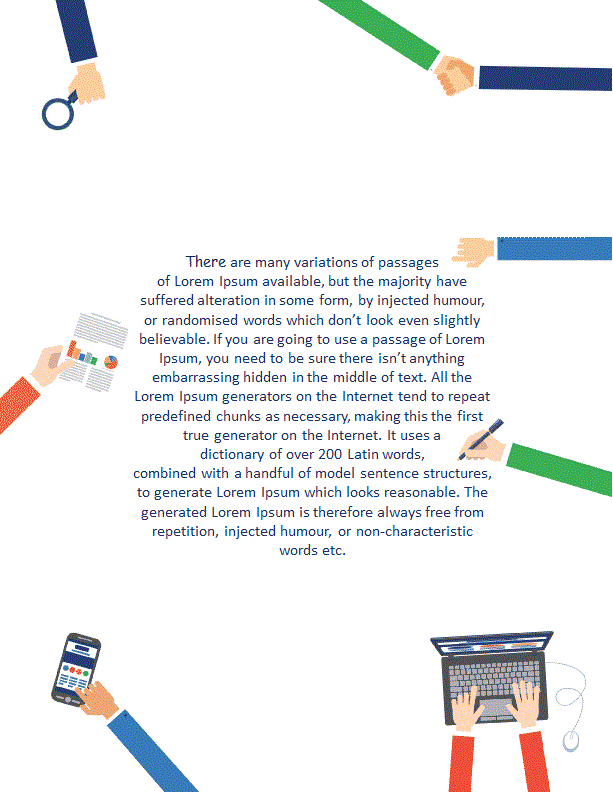 There are many variations of passages
of Lorem Ipsum available, but the majority have
suffered alteration in some form, by injected humour,
or randomised words which don't look even slightly
believable. If you are going to use a passage of Lorem
Ipsum, you need to be sure there isn't anything
embarrassing hidden in the middle of text. All the
Lorem Ipsum generators on the Internet tend to repeat
predefined chunks as necessary, making this the first
true generator on the Internet. It uses a
dictionary of over 200 Latin words,
combined with a handful of model sentence structures,
to generate Lorem Ipsum which looks reasonable. The
generated Lorem Ipsum is therefore always free from
repetition, injected humour, or non-characteristic
words etc.